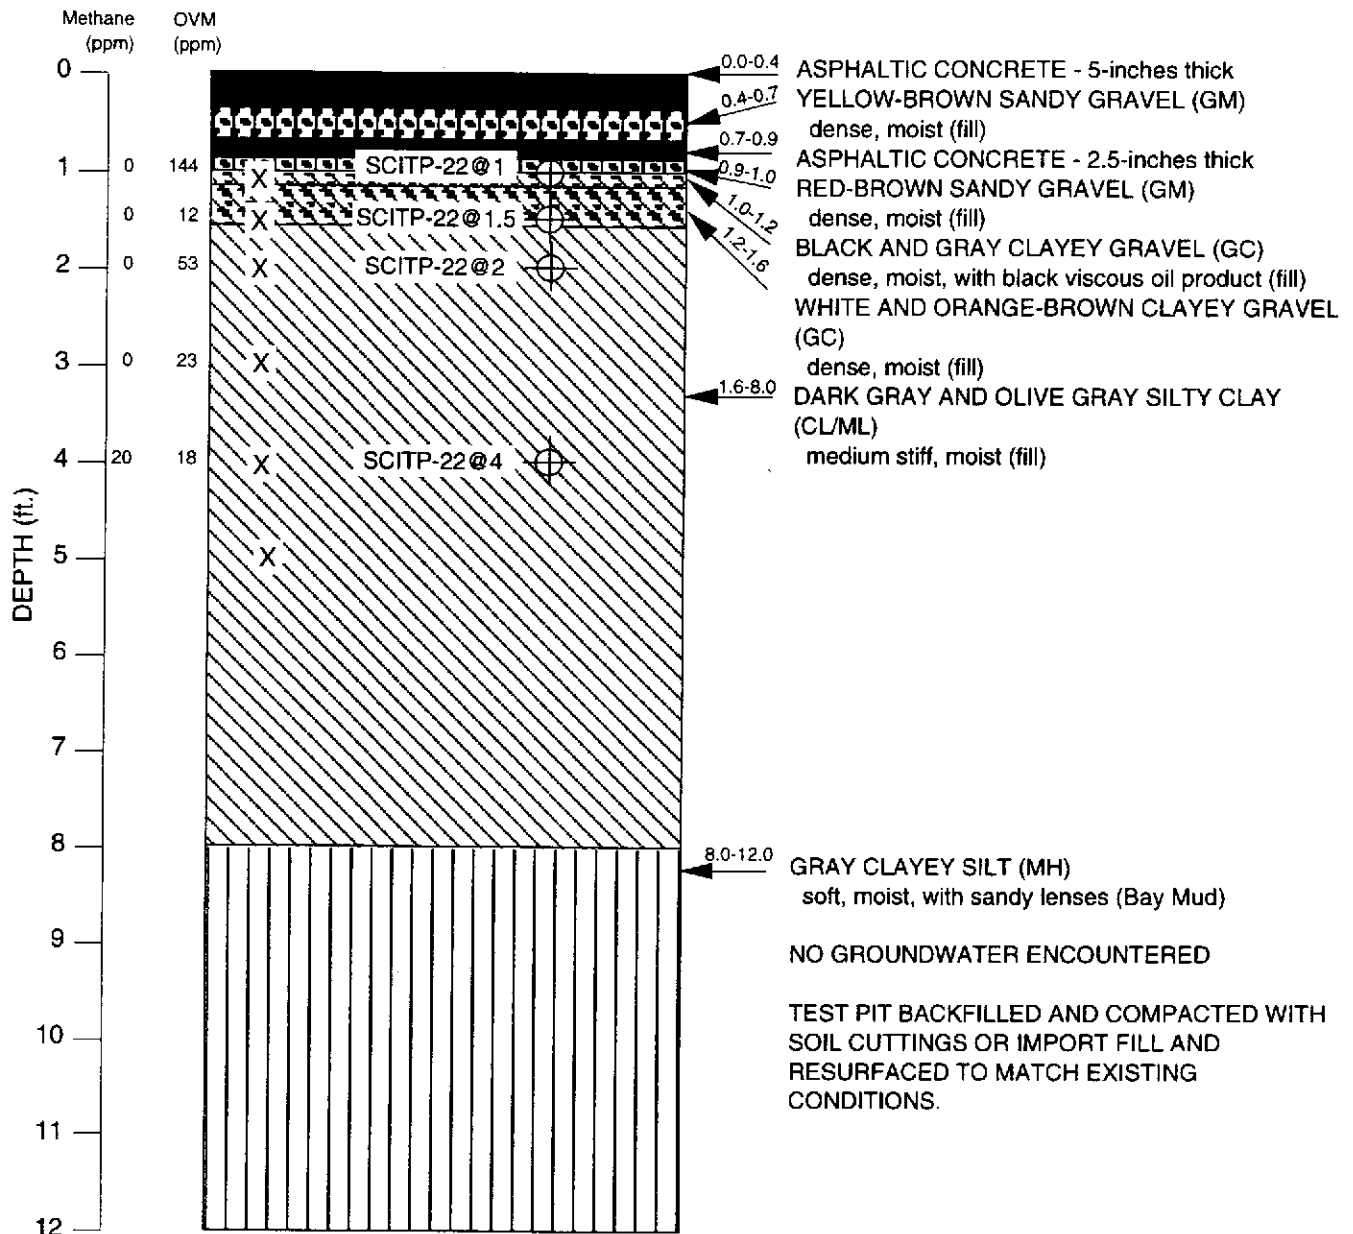 Methane OVM
(ppm) (ppm)
0
0.0-0.4 ASPHALTIC CONCRETE - 5-inches thick
0.4-0.7 YELLOW-BROWN SANDY GRAVEL (GM)
dense, moist (fill)
0.7-0.9 ASPHALTIC CONCRETE - 2.5-inches thick
1 0 144 X SCITP-22@1
0.9-1.0 RED-BROWN SANDY GRAVEL (GM)
dense, moist (fill)
0 12 X SCITP-22@1.5
1.0-1.2 BLACK AND GRAY CLAYEY GRAVEL (GC)
dense, moist, with black viscous oil product (fill)
2 0 53 X SCITP-22@2
1.2-1.6 WHITE AND ORANGE-BROWN CLAYEY GRAVEL
(GC)
dense, moist (fill)
3 0 23 X
1.6-8.0 DARK GRAY AND OLIVE GRAY SILTY CLAY
(CL/ML)
medium stiff, moist (fill)
4 20 18 X SCITP-22@4
DEPTH (ft.)
5 X
6
7
8
8.0-12.0 GRAY CLAYEY SILT (MH)
soft, moist, with sandy lenses (Bay Mud)
9
NO GROUNDWATER ENCOUNTERED
10
TEST PIT BACKFILLED AND COMPACTED WITH
SOIL CUTTINGS OR IMPORT FILL AND
RESURFACED TO MATCH EXISTING
CONDITIONS.
11
12